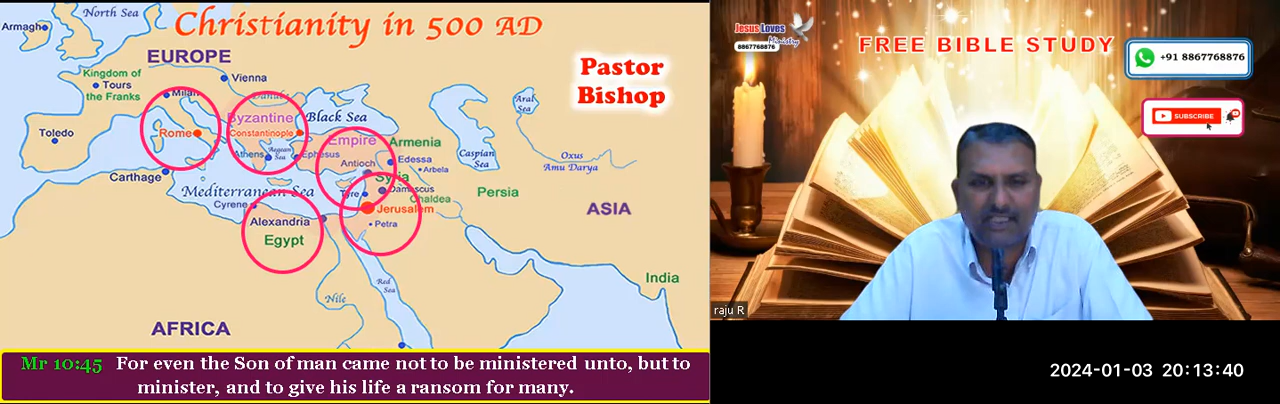 North Sea
Christianity in 500 AD
Armagh
EUROPE
Kingdom of
Tours
the Franks
Vienna
Milan
Danube
Pastor
Bishop
Byzantine
Black Sea
Aral
Sea
Toledo
Rome
Constantinople
Empire
Armenia
Caspian
Sea
Oxus
Amu Darya
Athens
Aegean
Sea
Ephesus
Antioch
Edessa
Arbela
Carthage
Syria
Mediterranean Sea
Tyre
Damascus
Chaldea
Persia
Cyrene
Jerusalem
ASIA
Alexandria
Petra
Egypt
Red
Sea
India
Nile
AFRICA
Mr 10:45 For even the Son of man came not to be ministered unto, but to
minister, and to give his life a ransom for many.
Jesus Loves
Ministry
8867768876
FREE BIBLE STUDY
+91 8867768876
SUBSCRIBE
raju R
2024-01-03 20:13:40